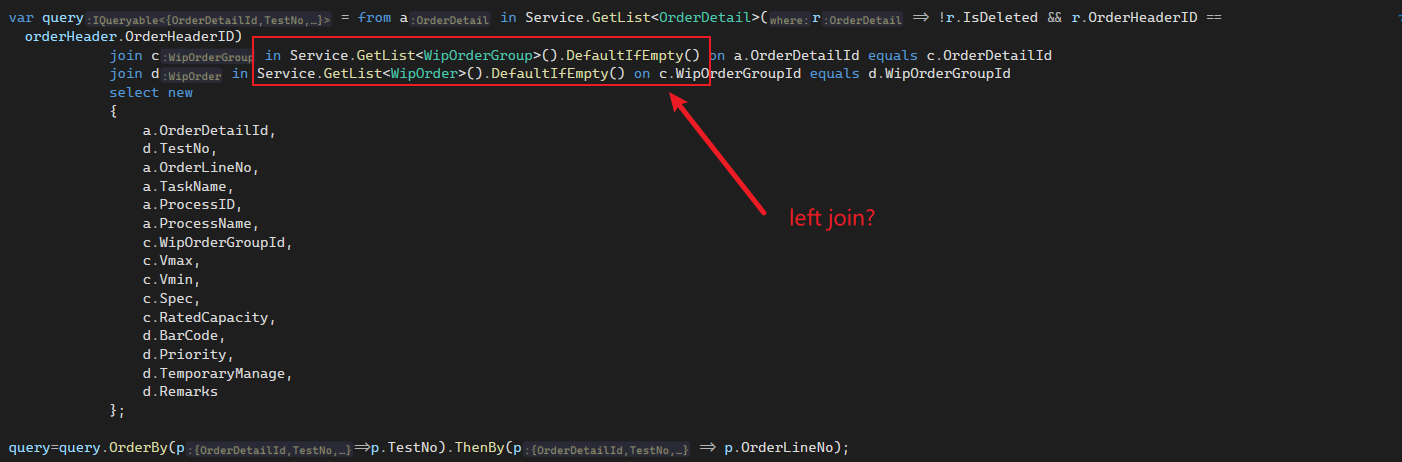 var query:IQueryable<{OrderDetailId,TestNo,…}> = from a:OrderDetail in Service.GetList<OrderDetail>(where:r:OrderDetail => !r.IsDeleted && r.OrderHeaderID ==
orderHeader.OrderHeaderID)
join c:WipOrderGroup in Service.GetList<WipOrderGroup>().DefaultIfEmpty() on a.OrderDetailId equals c.OrderDetailId
join d:WipOrder in Service.GetList<WipOrder>().DefaultIfEmpty() on c.WipOrderGroupId equals d.WipOrderGroupId
select new
{
a.OrderDetailId,
d.TestNo,
a.OrderLineNo,
a.TaskName,
a.ProcessID,
a.ProcessName,
left join?
c.WipOrderGroupId,
c.Vmax,
c.Vmin,
c.Spec,
c.RatedCapacity,
d.BarCode,
d.Priority,
d.TemporaryManage,
d.Remarks
};
query=query.OrderBy(p:{OrderDetailId,TestNo,…}=>p.TestNo).ThenBy(p:{OrderDetailId,TestNo,…} => p.OrderLineNo);